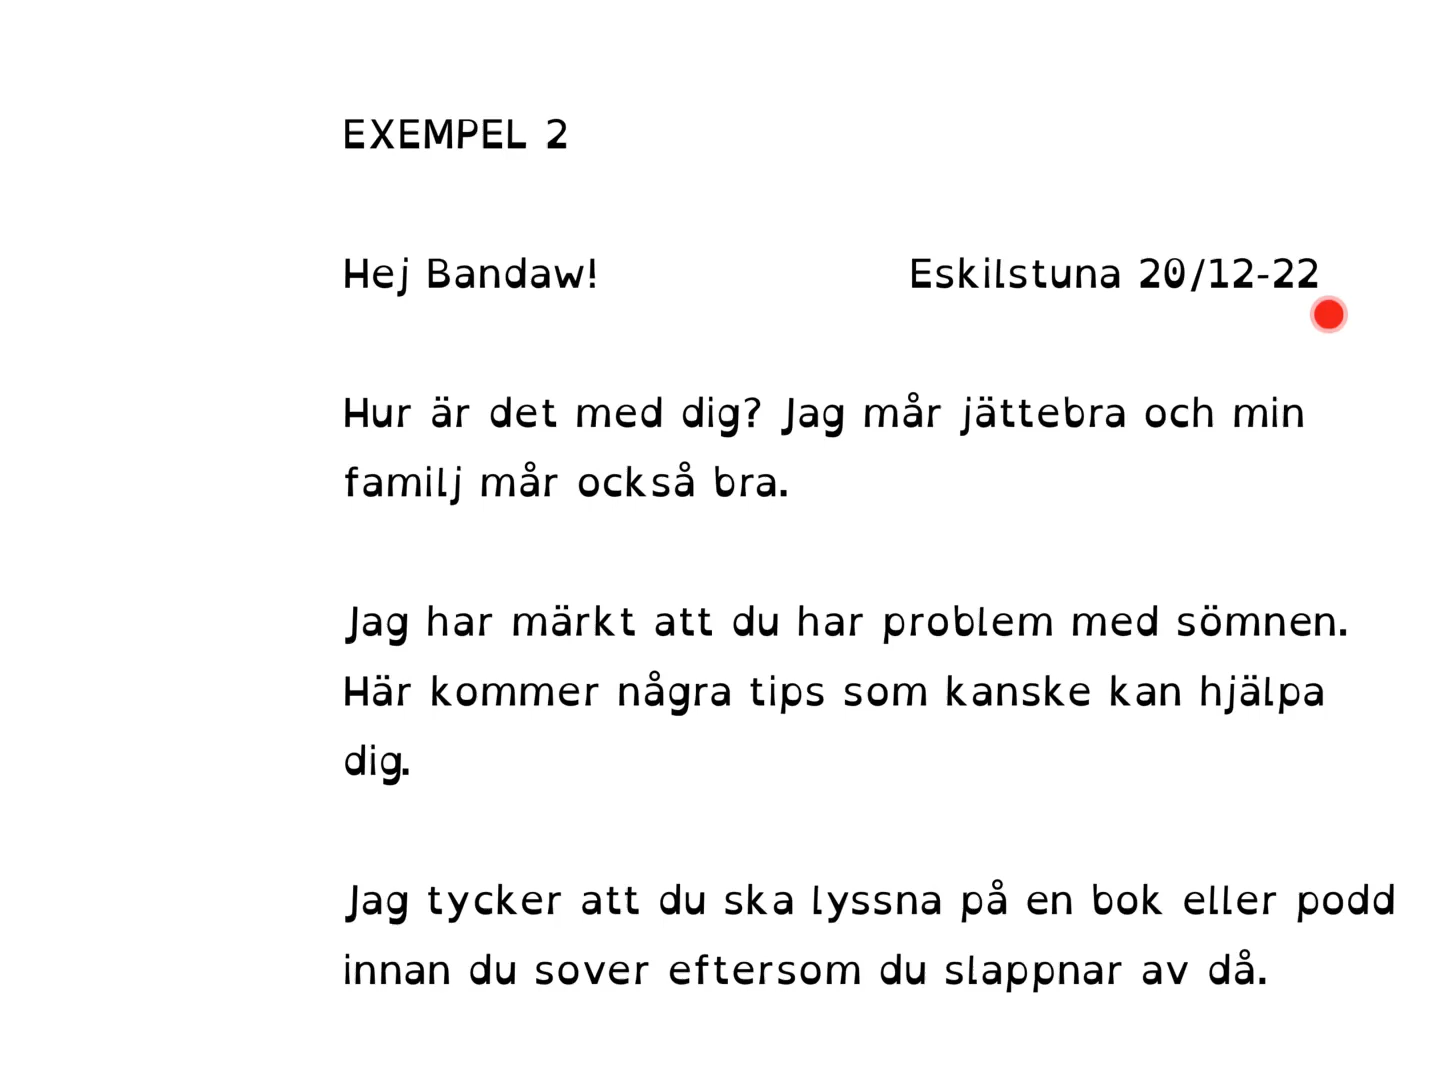 EXEMPEL 2
Hej Bandaw! Eskilstuna 20/12-22
Hur är det med dig? Jag mår jättebra och min
familj mår också bra.
Jag har märkt att du har problem med sömnen.
Här kommer några tips som kanske kan hjälpa
dig.
Jag tycker att du ska lyssna på en bok eller podd
innan du sover eftersom du slappnar av då.